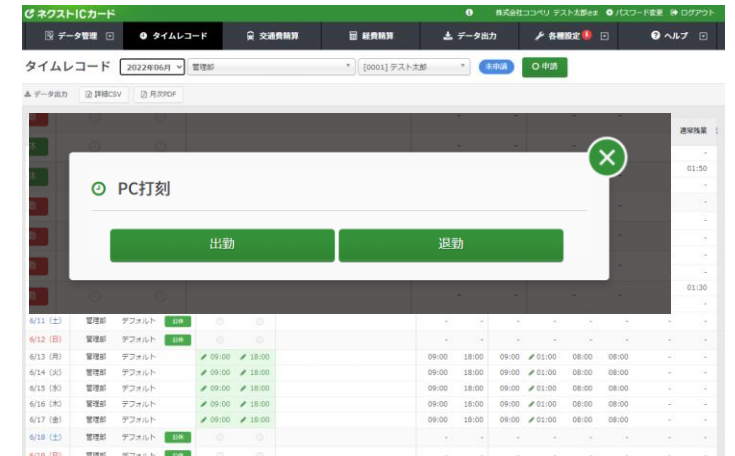 ネクストICカード
株式会社ココペリ テスト太郎さま パスワード変更 ログアウト
データ管理 タイムレコード 交通費精算 経費精算 データ出力 各種設定 ヘルプ
タイムレコード 2022年06月 管理部 [0001] テスト太郎 未申請 申請
データ出力 詳細CSV 月次PDF
通常残業
-
01:50
-
-
-
-
-
01:30
-
PC打刻
出勤 退勤
6/11 (土) 管理部 デフォルト 公休 - - - - - - - -
6/12 (日) 管理部 デフォルト 公休 - - - - - - - -
6/13 (月) 管理部 デフォルト 09:00 18:00 09:00 18:00 09:00 01:00 08:00 08:00 - -
6/14 (火) 管理部 デフォルト 09:00 18:00 09:00 18:00 09:00 01:00 08:00 08:00 - -
6/15 (水) 管理部 デフォルト 09:00 18:00 09:00 18:00 09:00 01:00 08:00 08:00 - -
6/16 (木) 管理部 デフォルト 09:00 18:00 09:00 18:00 09:00 01:00 08:00 08:00 - -
6/17 (金) 管理部 デフォルト 09:00 18:00 09:00 18:00 09:00 01:00 08:00 08:00 - -
6/18 (土) 管理部 デフォルト 公休 - - - - - - - -
6/19 (日) 管理部 デフォルト 公休